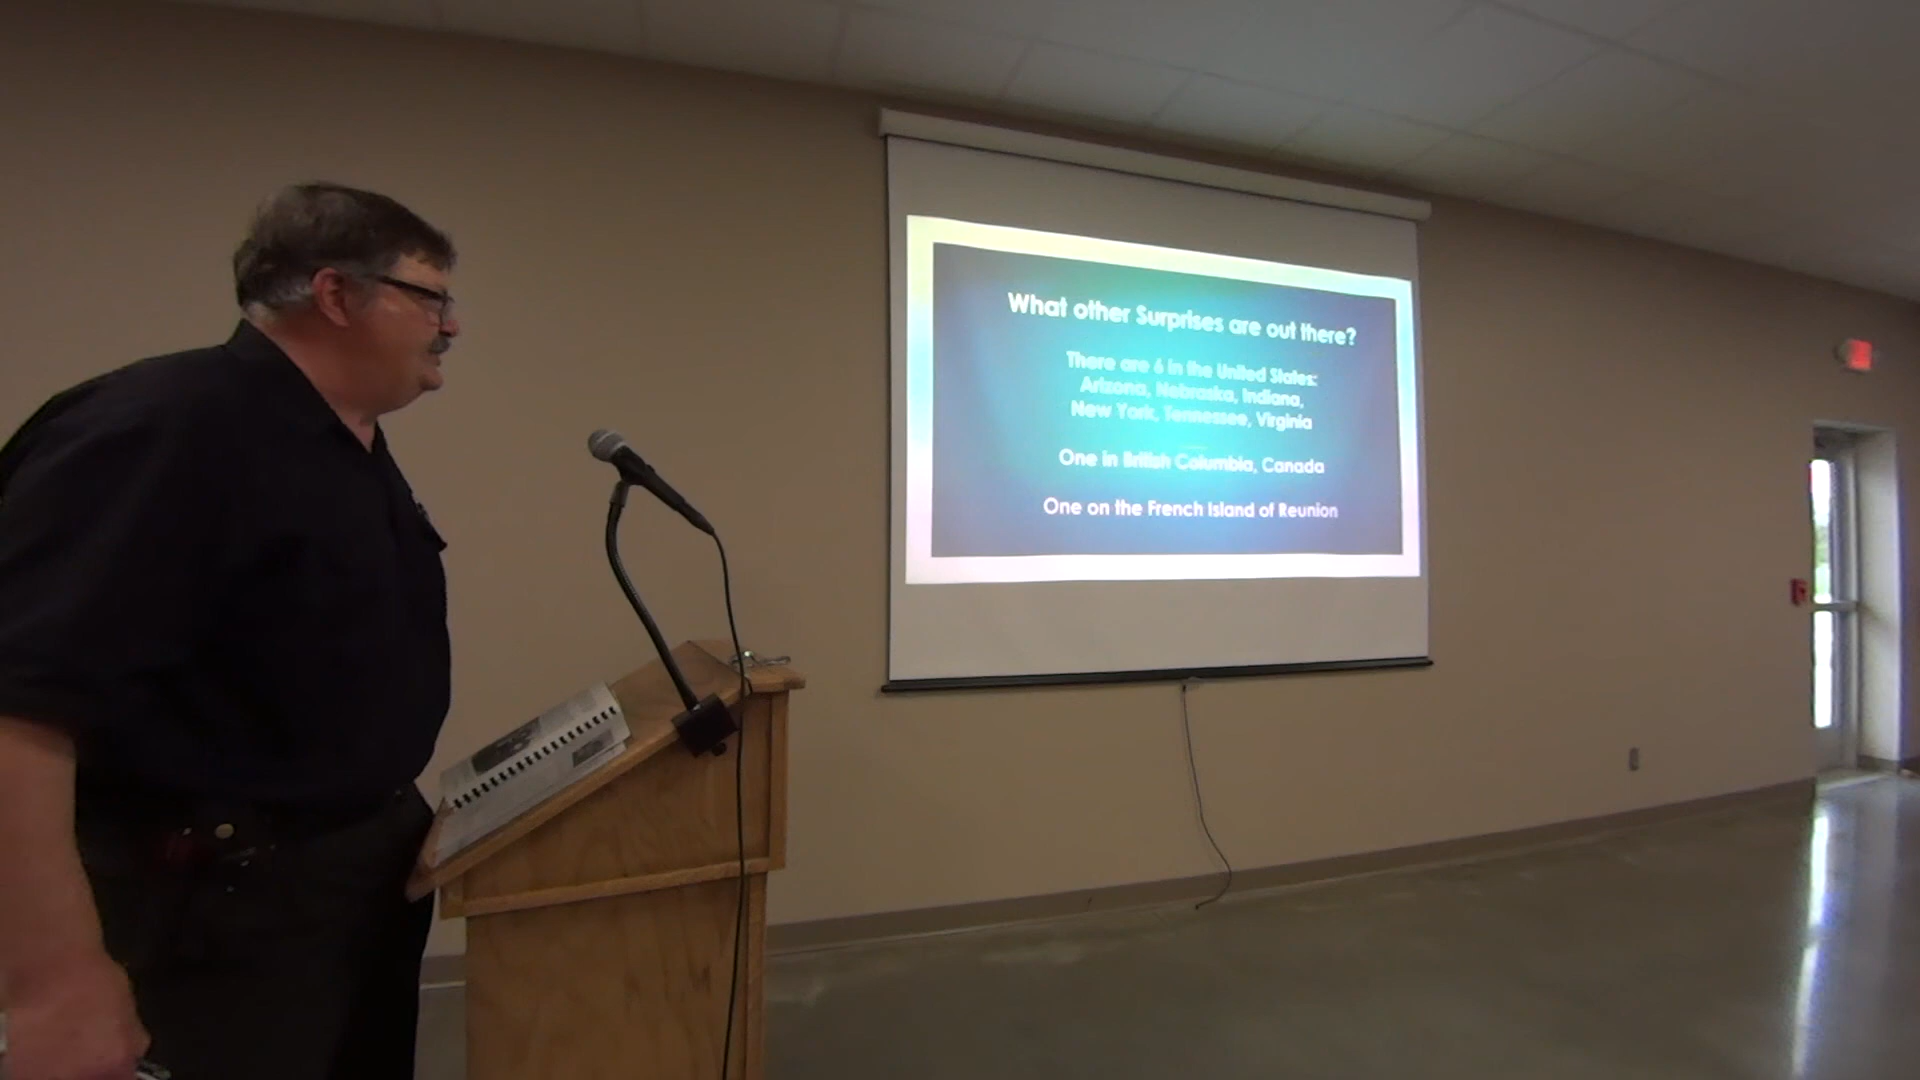 What other Surprises are out there?
There are 6 in the United States:
Arizona, Nebraska, Indiana,
New York, Tennessee, Virginia
One in British Columbia, Canada
One on the French Island of Reunion